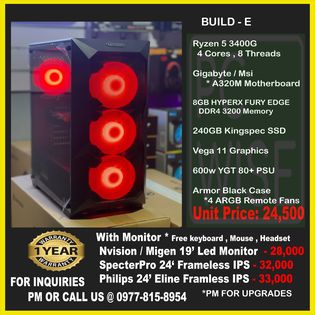 BUILD - E
Ryzen 5 3400G
4 Cores , 8 Threads
Gigabyte / Msi
* A320M Motherboard
8GB HYPERX FURY EDGE
DDR4 3200 Memory
240GB Kingspec SSD
Vega 11 Graphics
600w YGT 80+ PSU
Armor Black Case
*4 ARGB Remote Fans
Unit Price: 24,500
WARRANTY
1 YEAR
WARRANTY
With Monitor * Free keyboard , Mouse , Headset
Nvision / Migen 19' Led Monitor - 28,000
SpecterPro 24' Frameless IPS - 32,000
Philips 24' Eline Framless IPS - 33,000
FOR INQUIRIES
PM OR CALL US @ 0977-815-8954
*PM FOR UPGRADES